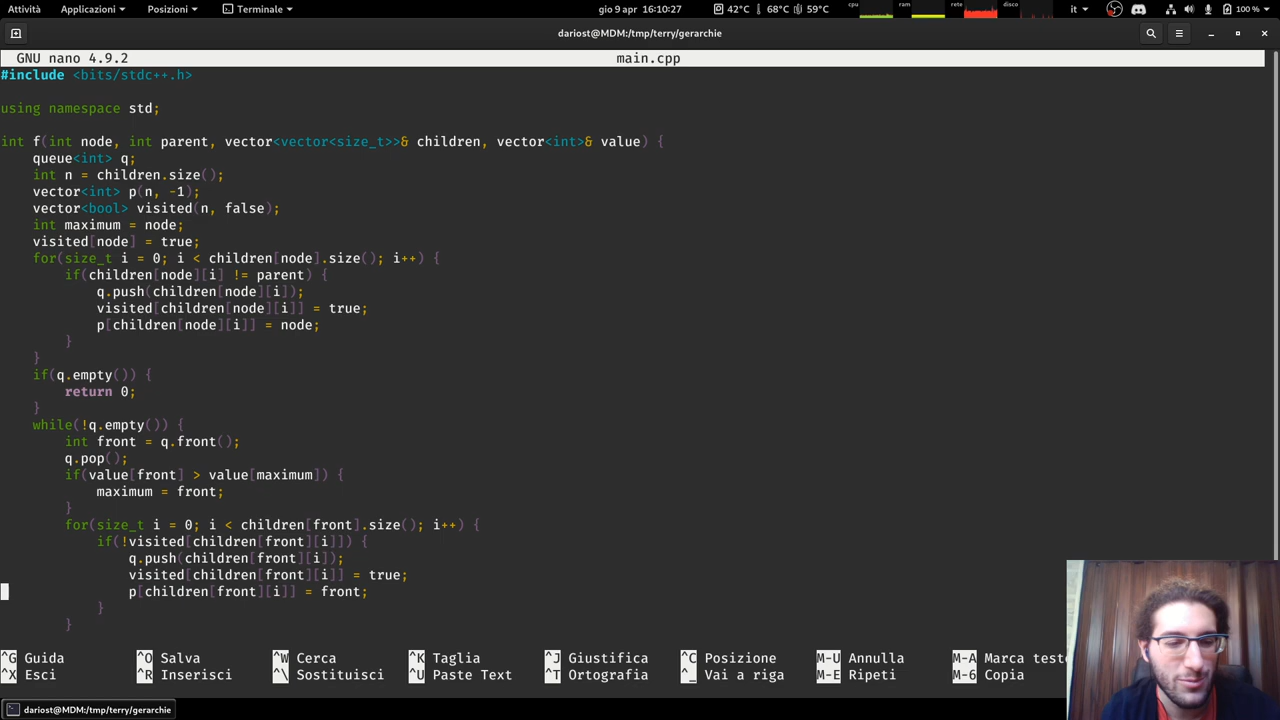 Attività Applicazioni Posizioni Terminale gio 9 apr 16:10:27 42°C 68°C 59°C cpu ram rete disco it 100 %
dariost@MDM:/tmp/terry/gerarchie
GNU nano 4.9.2 main.cpp
#include <bits/stdc++.h>
using namespace std;
int f(int node, int parent, vector<vector<size_t>>& children, vector<int>& value) {
queue<int> q;
int n = children.size();
vector<int> p(n, -1);
vector<bool> visited(n, false);
int maximum = node;
visited[node] = true;
for(size_t i = 0; i < children[node].size(); i++) {
if(children[node][i] != parent) {
q.push(children[node][i]);
visited[children[node][i]] = true;
p[children[node][i]] = node;
}
}
if(q.empty()) {
return 0;
}
while(!q.empty()) {
int front = q.front();
q.pop();
if(value[front] > value[maximum]) {
maximum = front;
}
for(size_t i = 0; i < children[front].size(); i++) {
if(!visited[children[front][i]]) {
q.push(children[front][i]);
visited[children[front][i]] = true;
p[children[front][i]] = front;
}
}
^G Guida ^O Salva ^W Cerca ^K Taglia ^J Giustifica ^C Posizione M-U Annulla M-A Marca testo
^X Esci ^R Inserisci ^\ Sostituisci ^U Paste Text ^T Ortografia ^_ Vai a riga M-E Ripeti M-6 Copia
dariost@MDM:/tmp/terry/gerarchie